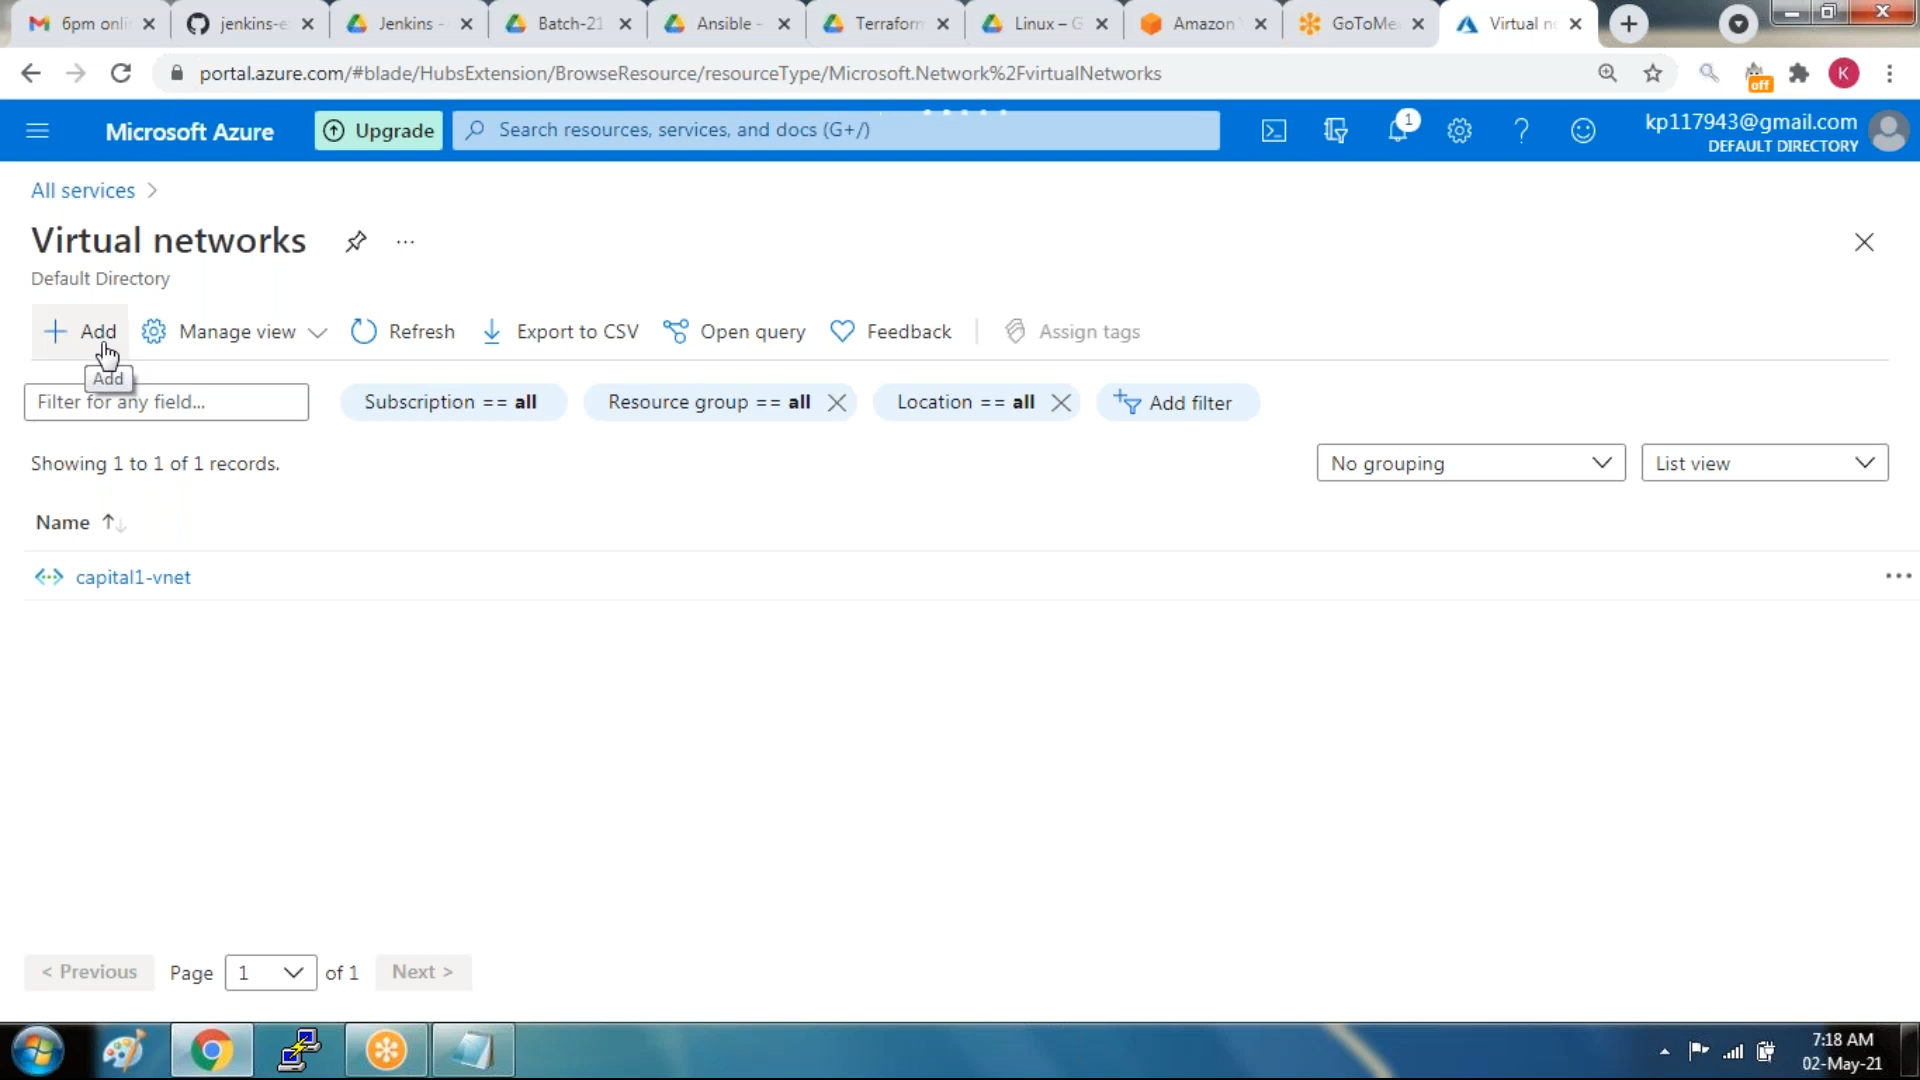 6pm onli
jenkins-e
Jenkins -
Batch-21
Ansible -
Terraform
Linux – G
Amazon
GoToMe
Virtual n
portal.azure.com/#blade/HubsExtension/BrowseResource/resourceType/Microsoft.Network%2FvirtualNetworks
off
K
Microsoft Azure
Upgrade
Search resources, services, and docs (G+/)
1
kp117943@gmail.com
DEFAULT DIRECTORY
All services >
Virtual networks
...
Default Directory
+ Add
Manage view
Refresh
Export to CSV
Open query
Feedback
Assign tags
Add
Filter for any field...
Subscription == all
Resource group == all
Location == all
Add filter
Showing 1 to 1 of 1 records.
No grouping
List view
Name ↑↓
capital1-vnet
...
< Previous
Page 1 of 1
Next >
7:18 AM
02-May-21